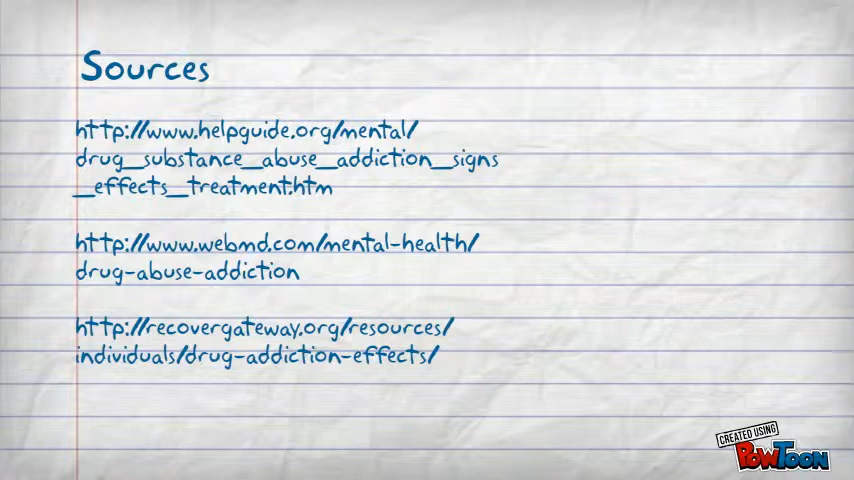 Sources
http://www.helpguide.org/mental/
drug_substance_abuse_addiction_signs
_effects_treatment.htm
http://www.webmd.com/mental-health/
drug-abuse-addiction
http://recovergateway.org/resources/
individuals/drug-addiction-effects/
CREATED USING
POWTOON